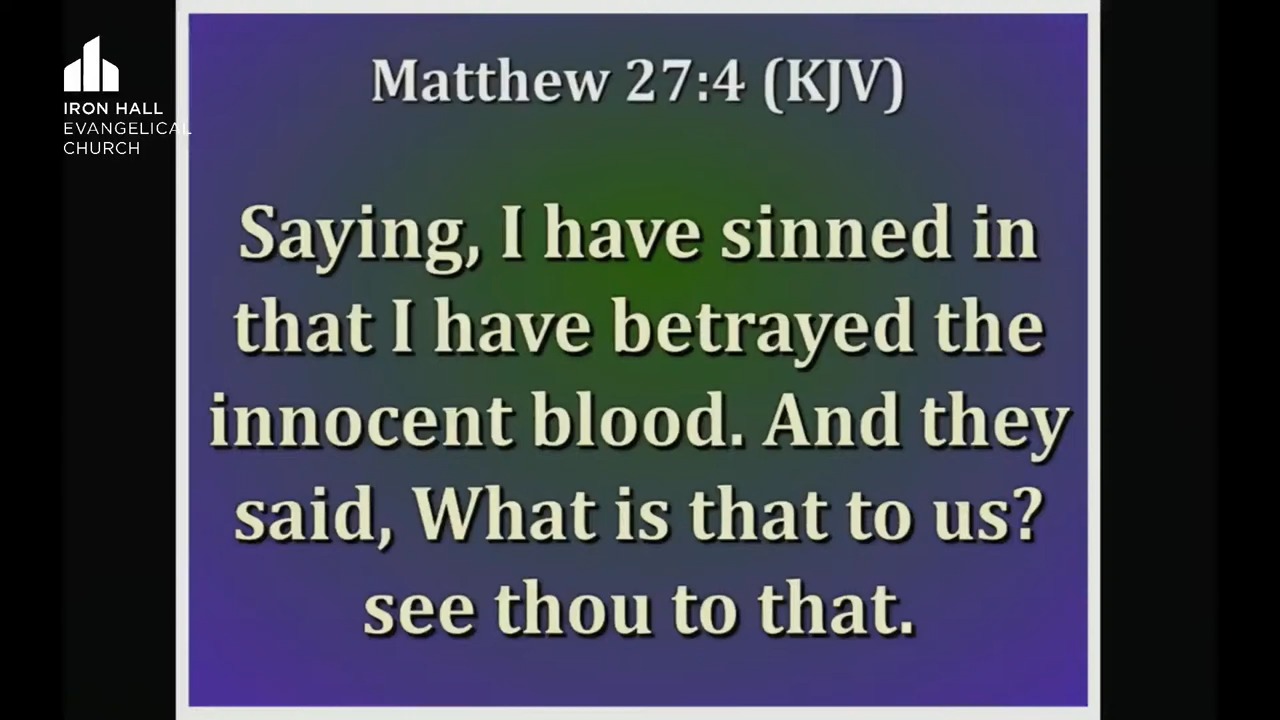 IRON HALL
EVANGELICAL
CHURCH
Matthew 27:4 (KJV)
Saying, I have sinned in
that I have betrayed the
innocent blood. And they
said, What is that to us?
see thou to that.